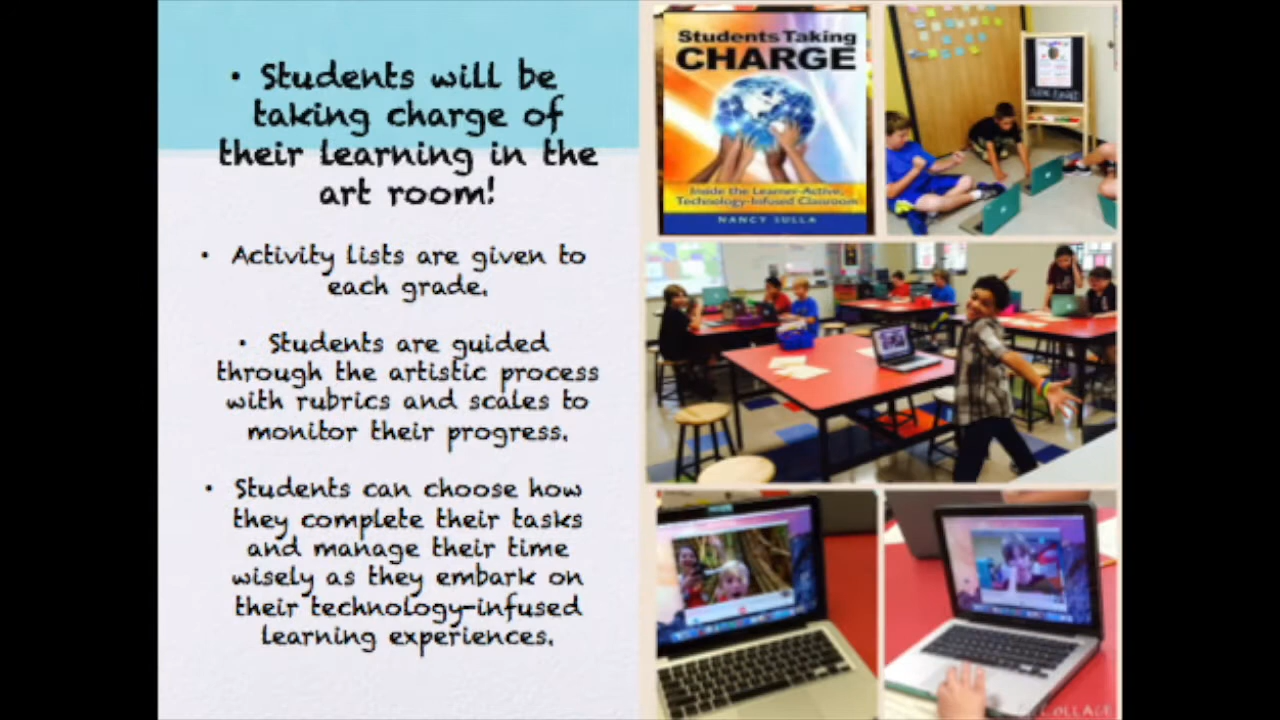 • Students will be
taking charge of
their learning in the
art room!
• Activity lists are given to
each grade.
• Students are guided
through the artistic process
with rubrics and scales to
monitor their progress.
• Students can choose how
they complete their tasks
and manage their time
wisely as they embark on
their technology-infused
learning experiences.
Students Taking
CHARGE
Inside the Learner-Active,
Technology-Infused Classroom
NANCY SULLA
COLLAGE